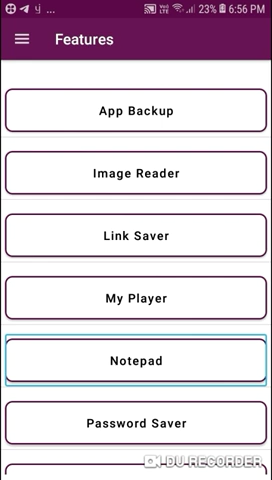 23% 6:56 PM
Features
App Backup
Image Reader
Link Saver
My Player
Notepad
Password Saver
DU RECORDER